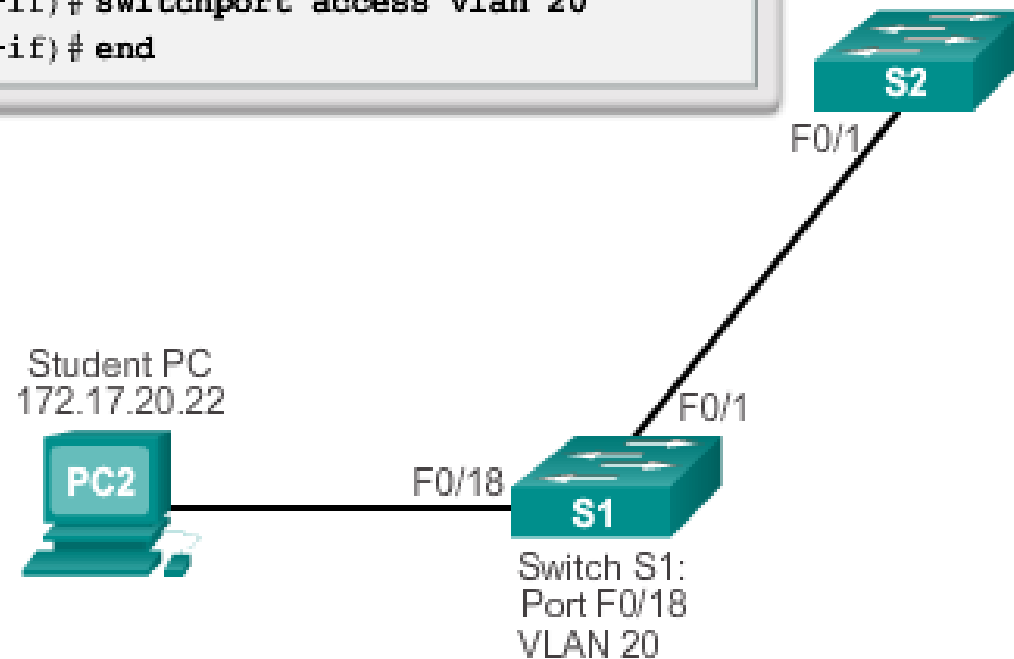 -if)# switchport access vlan 20
-if)# end
S2
F0/1
Student PC
172.17.20.22
F0/1
PC2
F0/18
S1
Switch S1:
Port F0/18
VLAN 20